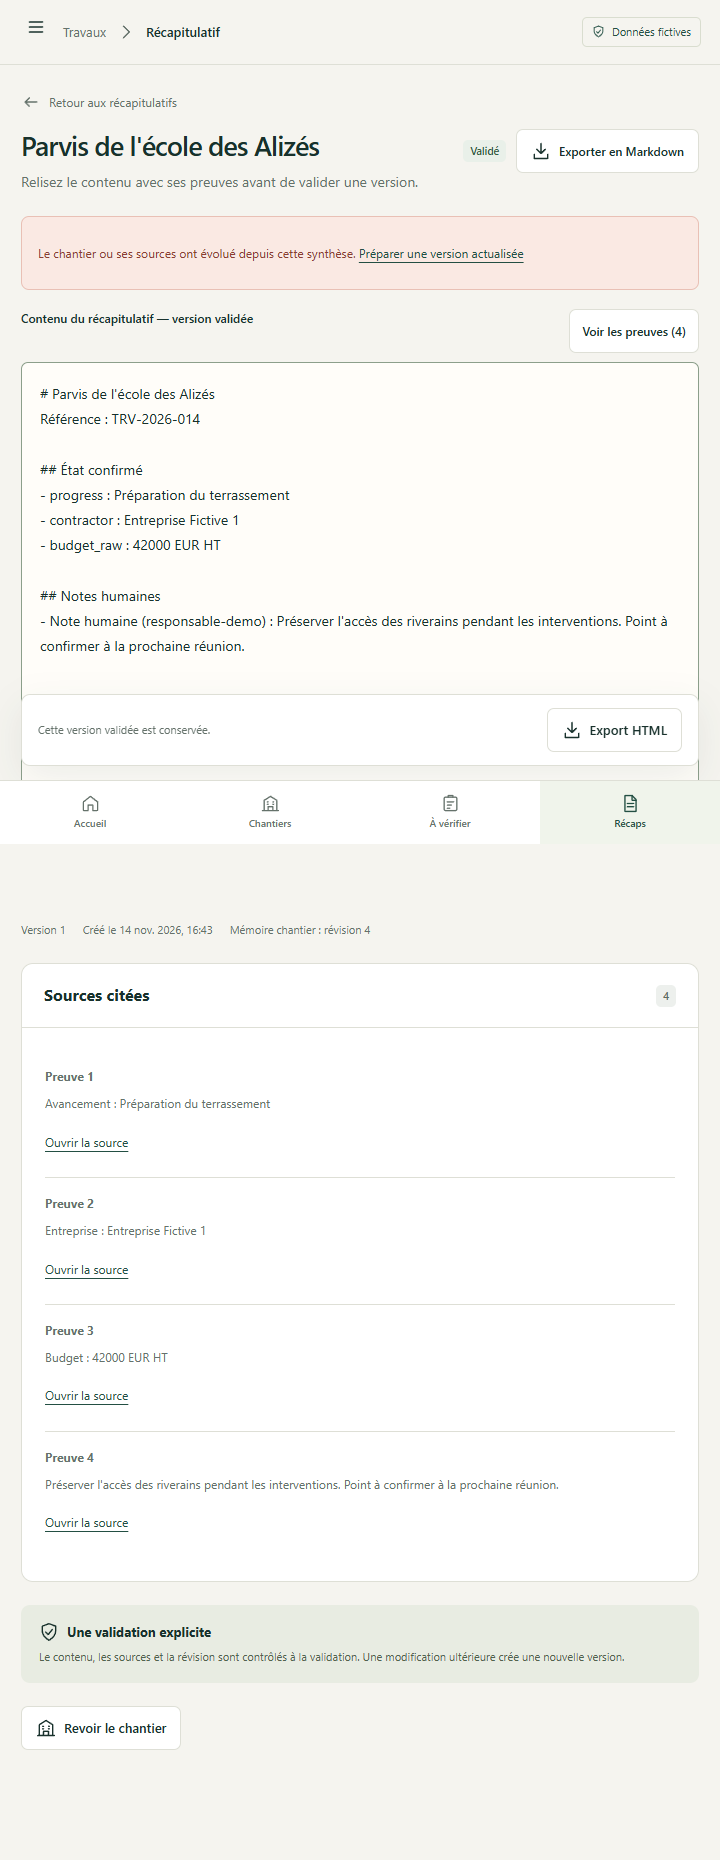 Travaux
Récapitulatif
Données fictives
Retour aux récapitulatifs
Parvis de l'école des Alizés
Validé
Exporter en Markdown
Relisez le contenu avec ses preuves avant de valider une version.
Le chantier ou ses sources ont évolué depuis cette synthèse. Préparer une version actualisée
Contenu du récapitulatif — version validée
Voir les preuves (4)
# Parvis de l'école des Alizés
Référence : TRV-2026-014
## État confirmé
- progress : Préparation du terrassement
- contractor : Entreprise Fictive 1
- budget_raw : 42000 EUR HT
## Notes humaines
- Note humaine (responsable-demo) : Préserver l'accès des riverains pendant les interventions. Point à
confirmer à la prochaine réunion.
Cette version validée est conservée.
Export HTML
Accueil
Chantiers
À vérifier
Récaps
Version 1
Créé le 14 nov. 2026, 16:43
Mémoire chantier : révision 4
Sources citées
4
Preuve 1
Avancement : Préparation du terrassement
Ouvrir la source
Preuve 2
Entreprise : Entreprise Fictive 1
Ouvrir la source
Preuve 3
Budget : 42000 EUR HT
Ouvrir la source
Preuve 4
Préserver l'accès des riverains pendant les interventions. Point à confirmer à la prochaine réunion.
Ouvrir la source
Une validation explicite
Le contenu, les sources et la révision sont contrôlés à la validation. Une modification ultérieure crée une nouvelle version.
Revoir le chantier